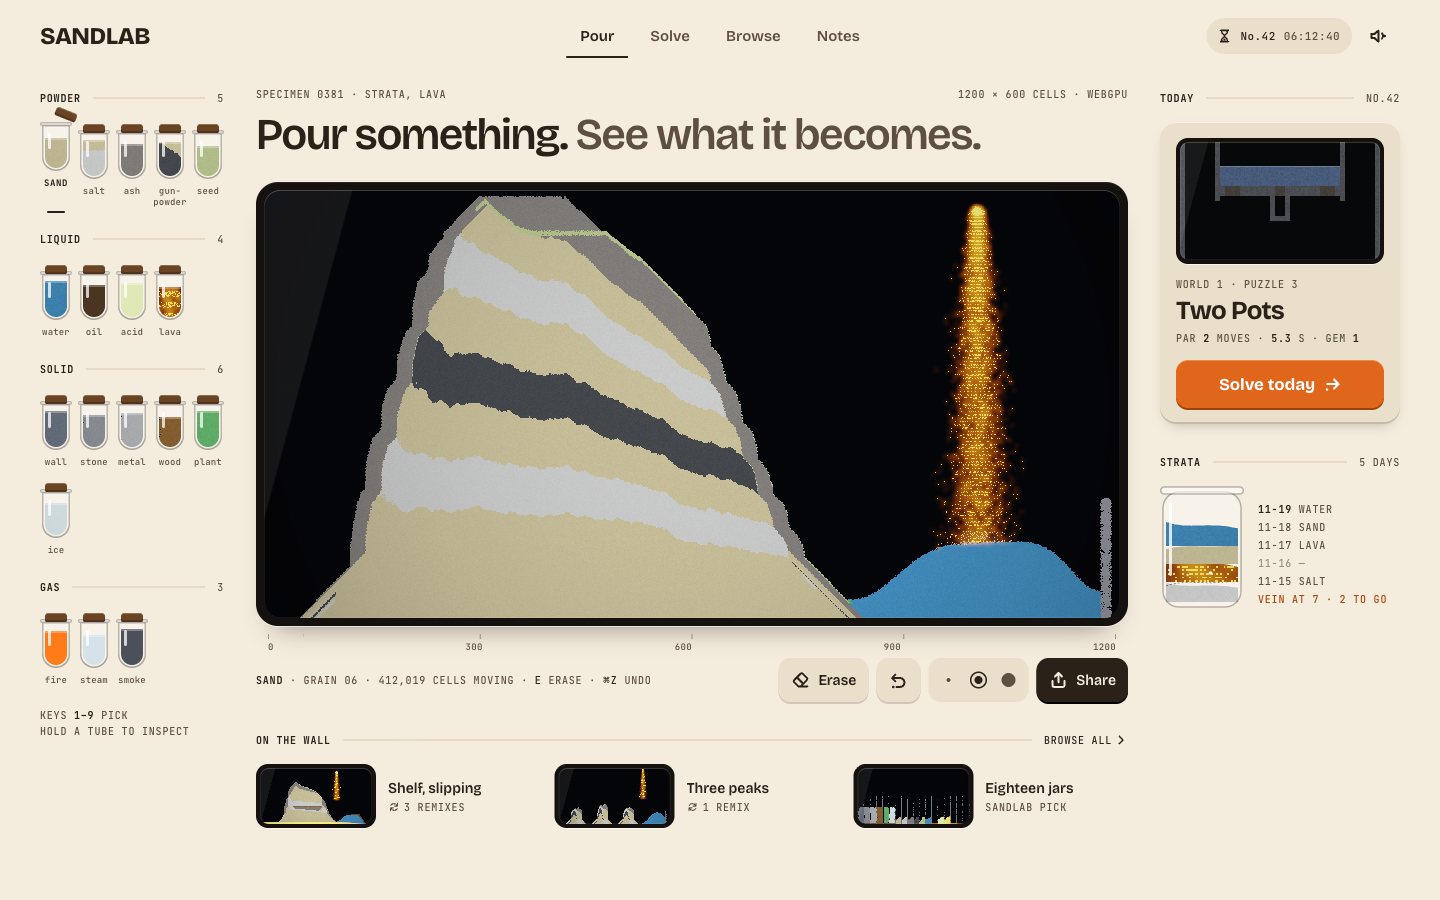 SANDLAB
Pour
Solve
Browse
Notes
No.42 06:12:40
POWDER 5
SAND
salt
ash
gun-
powder
seed
LIQUID 4
water
oil
acid
lava
SOLID 6
wall
stone
metal
wood
plant
ice
GAS 3
fire
steam
smoke
KEYS 1–9 PICK
HOLD A TUBE TO INSPECT
SPECIMEN 0381 · STRATA, LAVA
1200 × 600 CELLS · WEBGPU
Pour something. See what it becomes.
0
300
600
900
1200
SAND · GRAIN 06 · 412,019 CELLS MOVING · E ERASE · ⌘Z UNDO
Erase
Share
ON THE WALL
BROWSE ALL
Shelf, slipping
3 REMIXES
Three peaks
1 REMIX
Eighteen jars
SANDLAB PICK
TODAY NO.42
WORLD 1 · PUZZLE 3
Two Pots
PAR 2 MOVES · 5.3 S · GEM 1
Solve today
STRATA 5 DAYS
11-19 WATER
11-18 SAND
11-17 LAVA
11-16 —
11-15 SALT
VEIN AT 7 · 2 TO GO